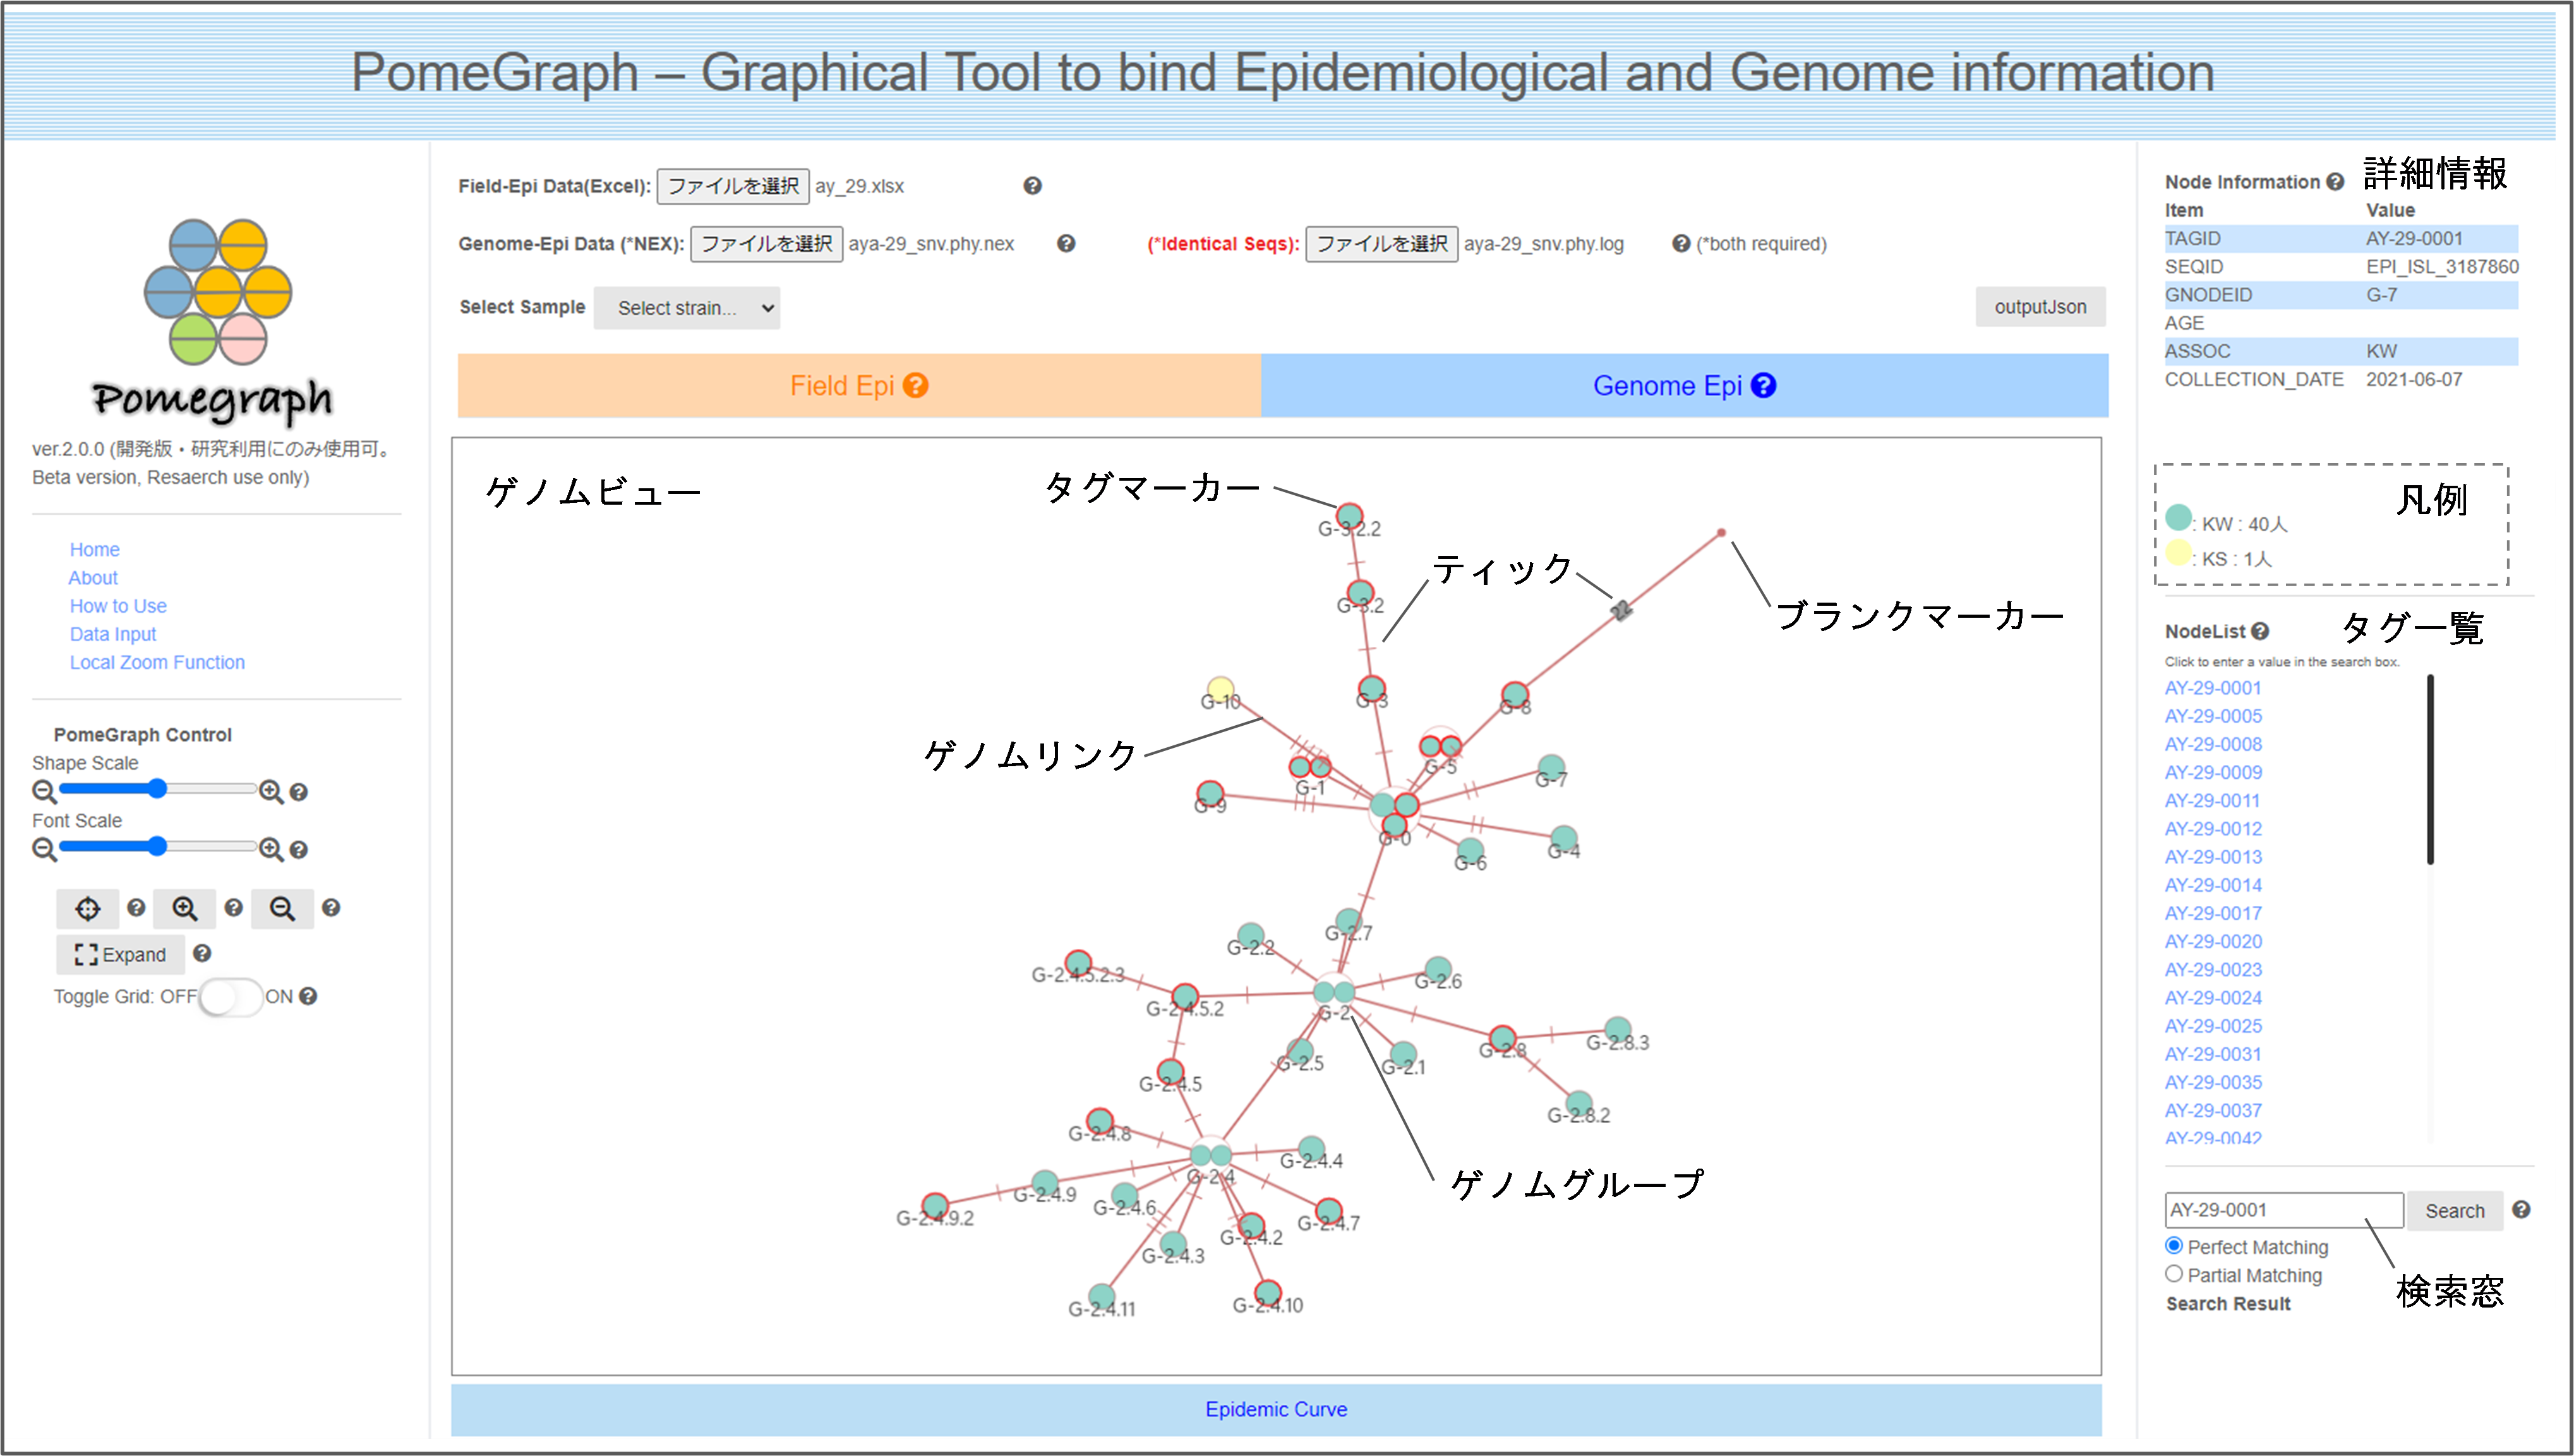 PomeGraph – Graphical Tool to bind Epidemiological and Genome information
Pomegraph
ver.2.0.0 (開発版・研究利用にのみ使用可。
Beta version, Resaerch use only)
Home
About
How to Use
Data Input
Local Zoom Function
PomeGraph Control
Shape Scale
Font Scale
Expand
Toggle Grid: OFF ON
Field-Epi Data(Excel): ファイルを選択 ay_29.xlsx
Genome-Epi Data (*NEX): ファイルを選択 aya-29_snv.phy.nex (*Identical Seqs): ファイルを選択 aya-29_snv.phy.log (*both required)
Select Sample Select strain... outputJson
Field Epi Genome Epi
ゲノムビュー
タグマーカー
G-3.2.2
ティック
22
ブランクマーカー
G-3.2
G-10
G-3
G-8
ゲノムリンク
G-5
G-7
G-1
G-9
G-0
G-6
G-4
G-2.2
G-2.7
G-2.4.5.2.3
G-2.6
G-2.4.5.2
G-2
G-2.5
G-2.1
G-2.8
G-2.8.3
G-2.4.5
G-2.8.2
G-2.4.8
G-2.4.4
G-2.4
ゲノムグループ
G-2.4.9
G-2.4.6
G-2.4.9.2
G-2.4.7
G-2.4.2
G-2.4.3
G-2.4.11
G-2.4.10
Epidemic Curve
Node Information 詳細情報
Item Value
TAGID AY-29-0001
SEQID EPI_ISL_3187860
GNODEID G-7
AGE
ASSOC KW
COLLECTION_DATE 2021-06-07
凡例
: KW : 40人
: KS : 1人
NodeList タグ一覧
Click to enter a value in the search box.
AY-29-0001
AY-29-0005
AY-29-0008
AY-29-0009
AY-29-0011
AY-29-0012
AY-29-0013
AY-29-0014
AY-29-0017
AY-29-0020
AY-29-0023
AY-29-0024
AY-29-0025
AY-29-0031
AY-29-0035
AY-29-0037
AY-29-0042
AY-29-0001 Search
Perfect Matching
Partial Matching
検索窓
Search Result